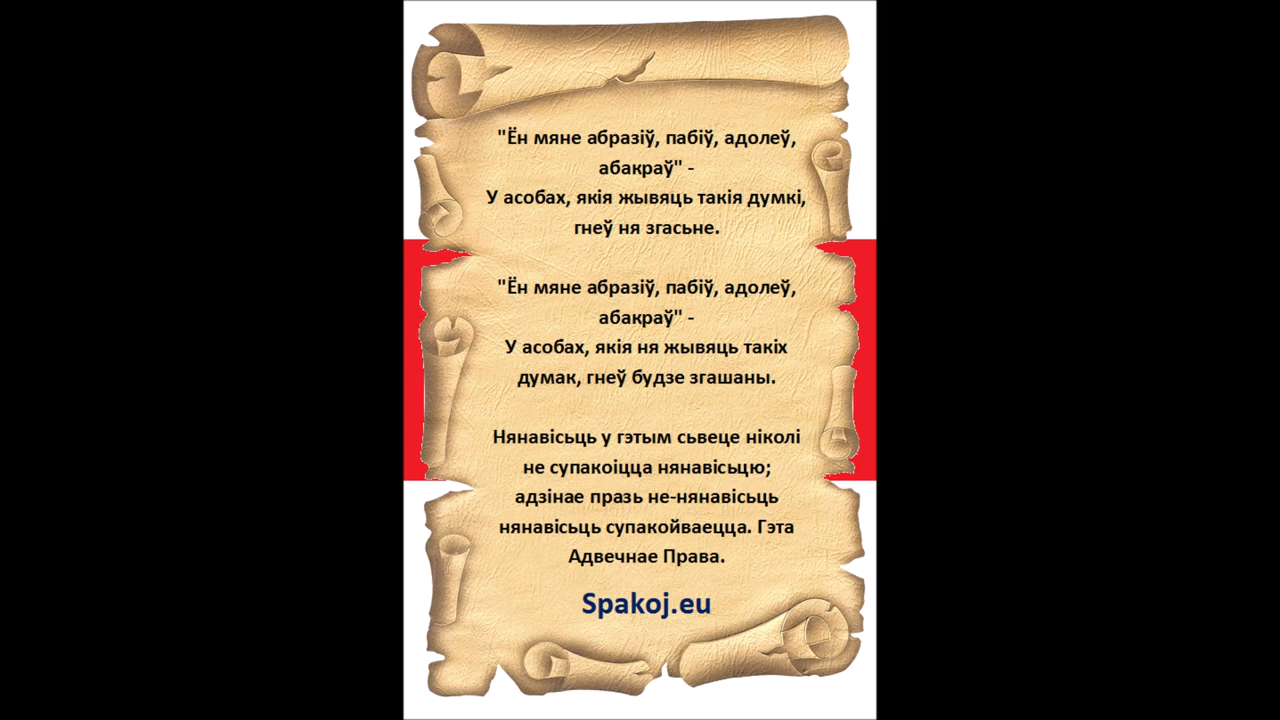 "Ён мяне абразіў, пабіў, адолеў,
абакраў" -
У асобах, якія жывяць такія думкі,
гнеў ня згасьне.
"Ён мяне абразіў, пабіў, адолеў,
абакраў" -
У асобах, якія ня жывяць такіх
думак, гнеў будзе згашаны.
Нянавісьць у гэтым сьвеце ніколі
не супакоіцца нянавісьцю;
адзінае празь не-нянавісьць
нянавісьць супакойваецца. Гэта
Адвечнае Права.
Spakoj.eu